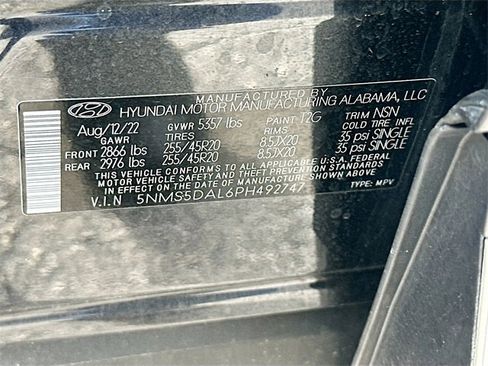 MANUFACTURED BY
HYUNDAI MOTOR MANUFACTURING ALABAMA, LLC
Aug/12/22 GVWR 5357 lbs PAINT T2G TRIM NSN
GAWR COLD TIRE INFL
FRONT 2866 lbs 255/45R20 8.5JX20 35 psi SINGLE
REAR 2976 lbs 255/45R20 8.5JX20 35 psi SINGLE
THIS VEHICLE CONFORMS TO ALL APPLICABLE U.S.A. FEDERAL
MOTOR VEHICLE SAFETY, BUMPER, AND THEFT PREVENTION STANDARDS
IN EFFECT ON THE DATE OF MANUFACTURE SHOWN ABOVE.
V.I.N 5NMS5DAL6PH492747 TYPE: MPV